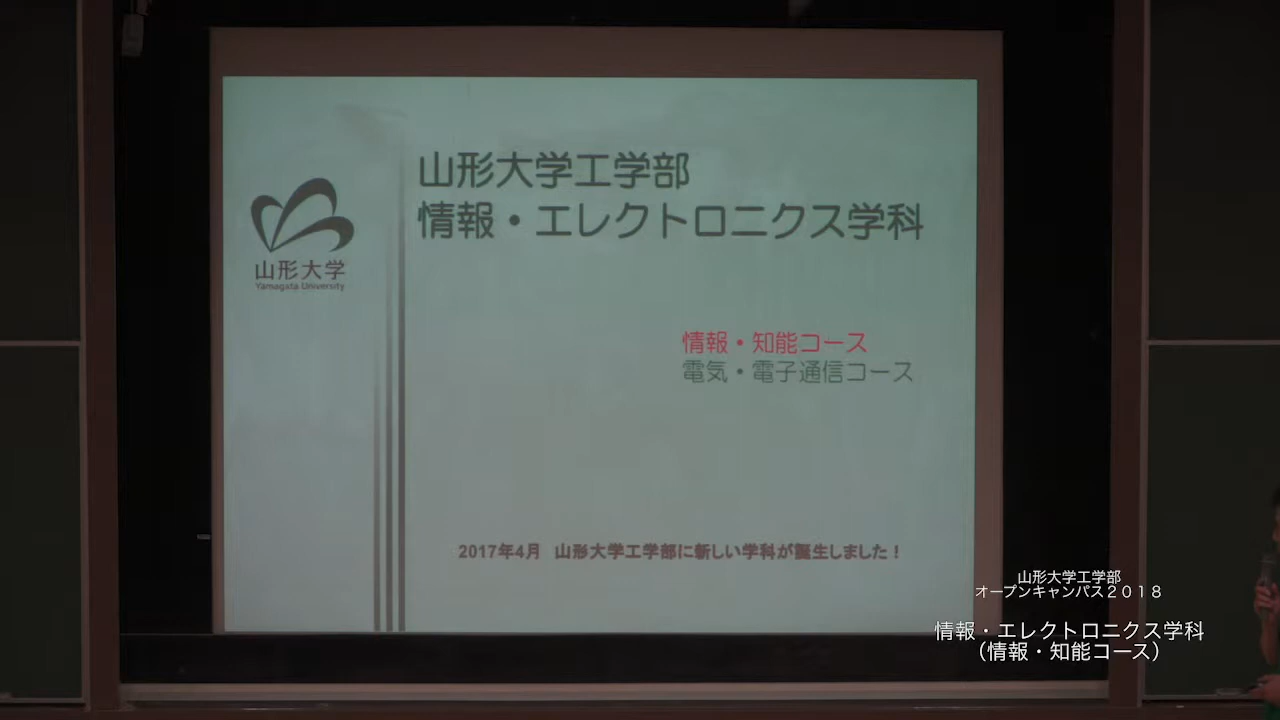 山形大学工学部
情報・エレクトロニクス学科
山形大学
Yamagata University
情報・知能コース
電気・電子通信コース
2017年4月　山形大学工学部に新しい学科が誕生しました！
山形大学工学部
オープンキャンパス２０１８
情報・エレクトロニクス学科
（情報・知能コース）